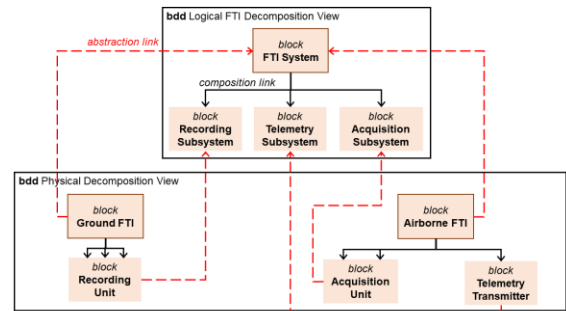 bdd Logical FTI Decomposition View
abstraction link
block
FTI System
composition link
block
Recording
Subsystem
block
Telemetry
Subsystem
block
Acquisition
Subsystem
bdd Physical Decomposition View
block
Ground FTI
block
Airborne FTI
block
Recording
Unit
block
Acquisition
Unit
block
Telemetry
Transmitter